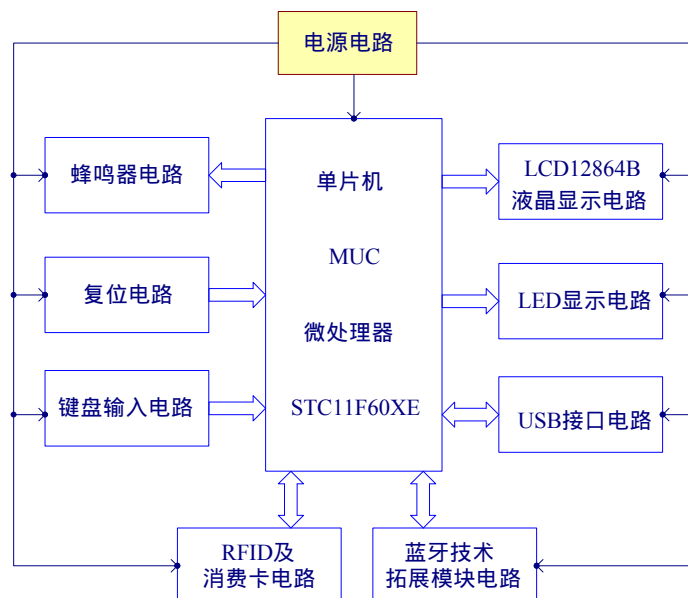 电源电路
蜂鸣器电路
单片机
LCD12864B
液晶显示电路
MUC
复位电路
LED显示电路
微处理器
键盘输入电路
STC11F60XE
USB接口电路
RFID及
消费卡电路
蓝牙技术
拓展模块电路